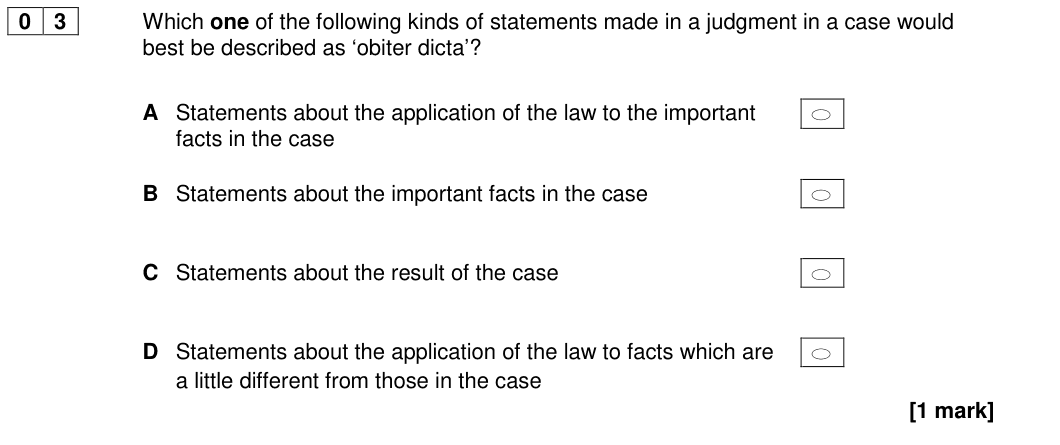 0 3
Which one of the following kinds of statements made in a judgment in a case would
best be described as ‘obiter dicta’?
A Statements about the application of the law to the important
facts in the case
B Statements about the important facts in the case
C Statements about the result of the case
D Statements about the application of the law to facts which are
a little different from those in the case
[1 mark]